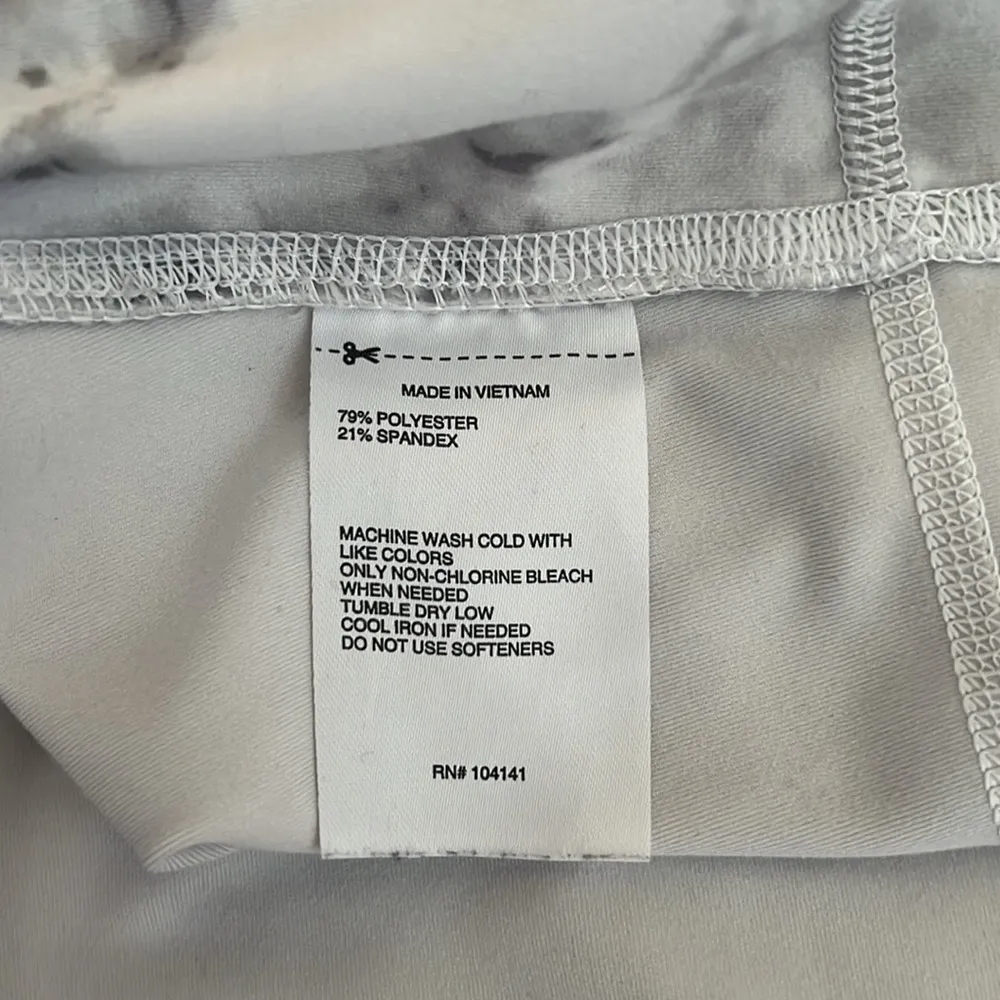 MADE IN VIETNAM
79% POLYESTER
21% SPANDEX
MACHINE WASH COLD WITH
LIKE COLORS
ONLY NON-CHLORINE BLEACH
WHEN NEEDED
TUMBLE DRY LOW
COOL IRON IF NEEDED
DO NOT USE SOFTENERS
RN# 104141